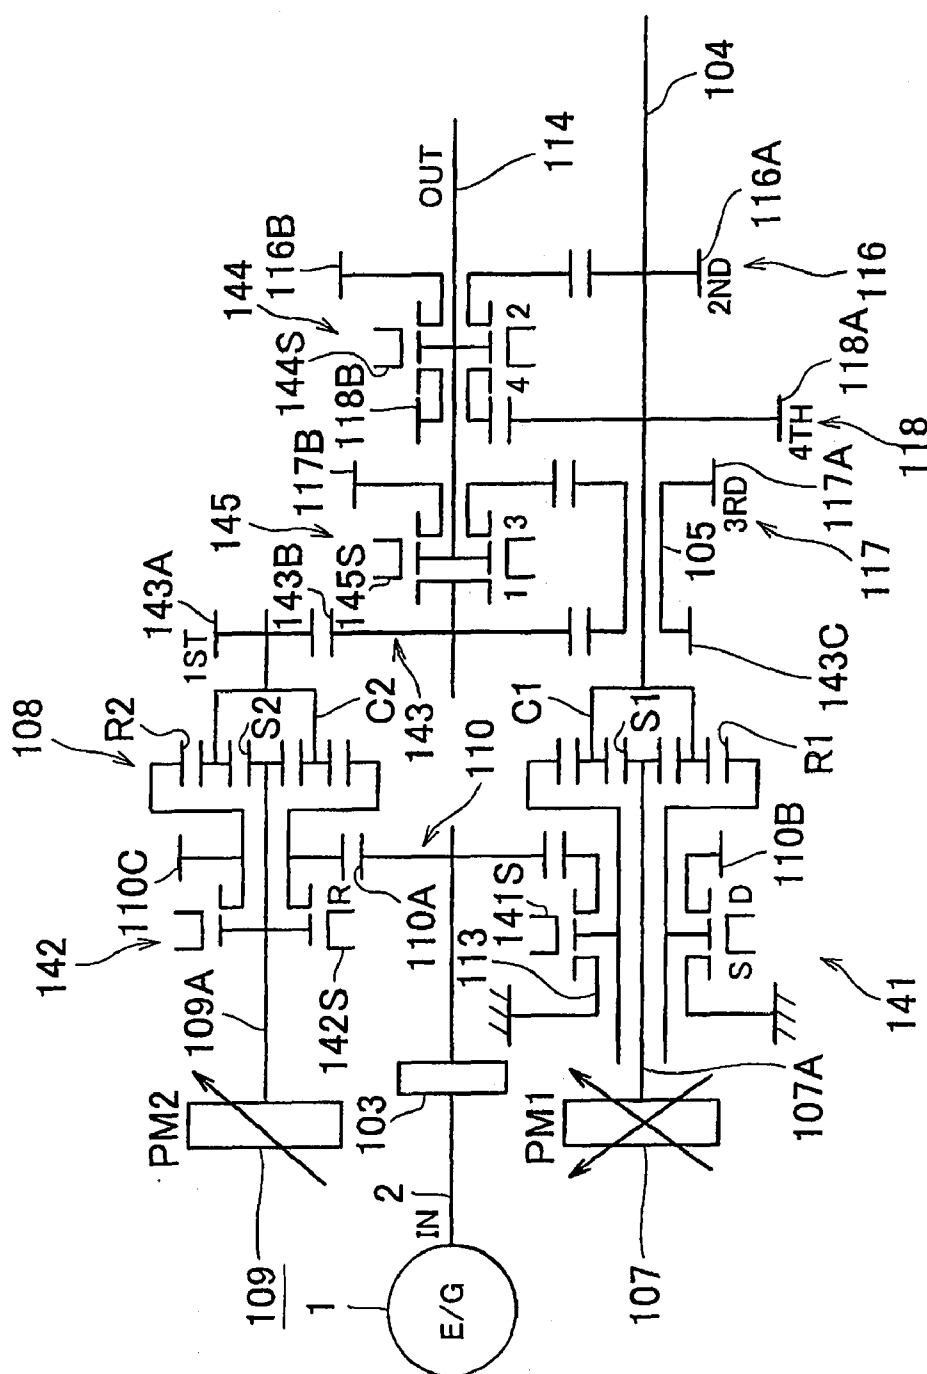 108
R2
S2
1ST
143A
143B
145
145S
1
3
117B
118B
144S
144
4
2
116B
OUT
114
104
142
110C
R
142S
109A
PM2
109
110A
110
C2
143
103
2
IN
1
E/G
113
141S
C1
S1
R1
110B
D
S
141
107A
PM1
107
143C
105
3RD
117A
117
4TH
118A
118
2ND
116A
116